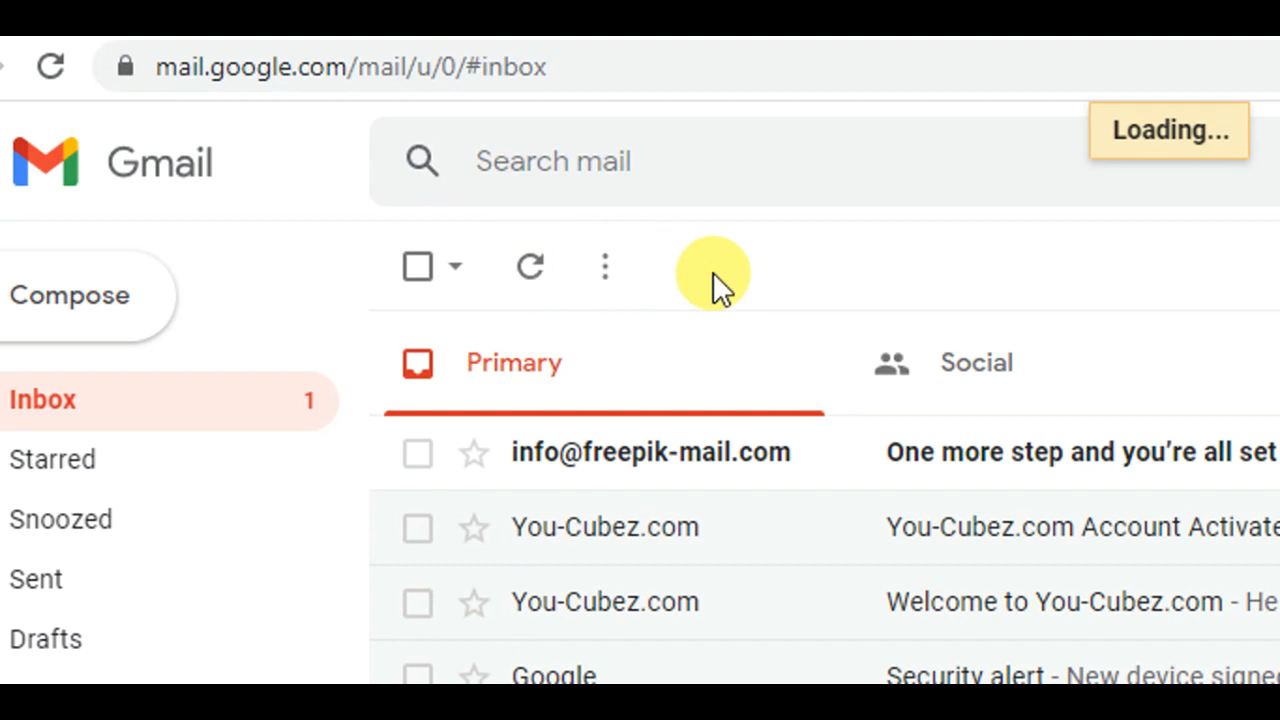 mail.google.com/mail/u/0/#inbox
Loading...
Gmail
Search mail
Compose
Primary
Social
Inbox 1
Starred
Snoozed
Sent
Drafts
info@freepik-mail.com One more step and you’re all set
You-Cubez.com You-Cubez.com Account Activate
You-Cubez.com Welcome to You-Cubez.com - He
Google Security alert - New device signe